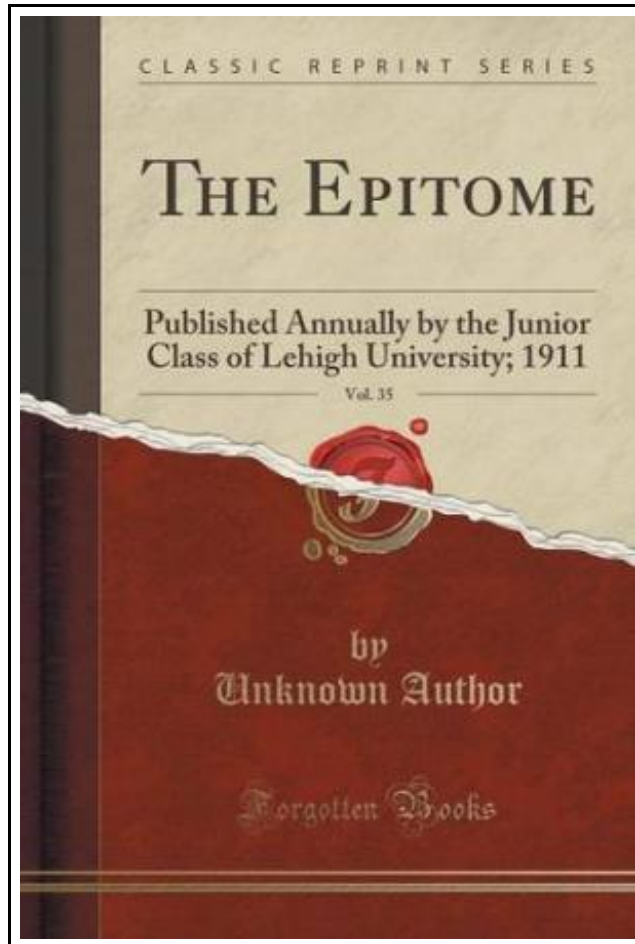 CLASSIC REPRINT SERIES
THE EPITOME
Published Annually by the Junior
Class of Lehigh University; 1911
Vol. 35
by
Unknown Author
Forgotten Books